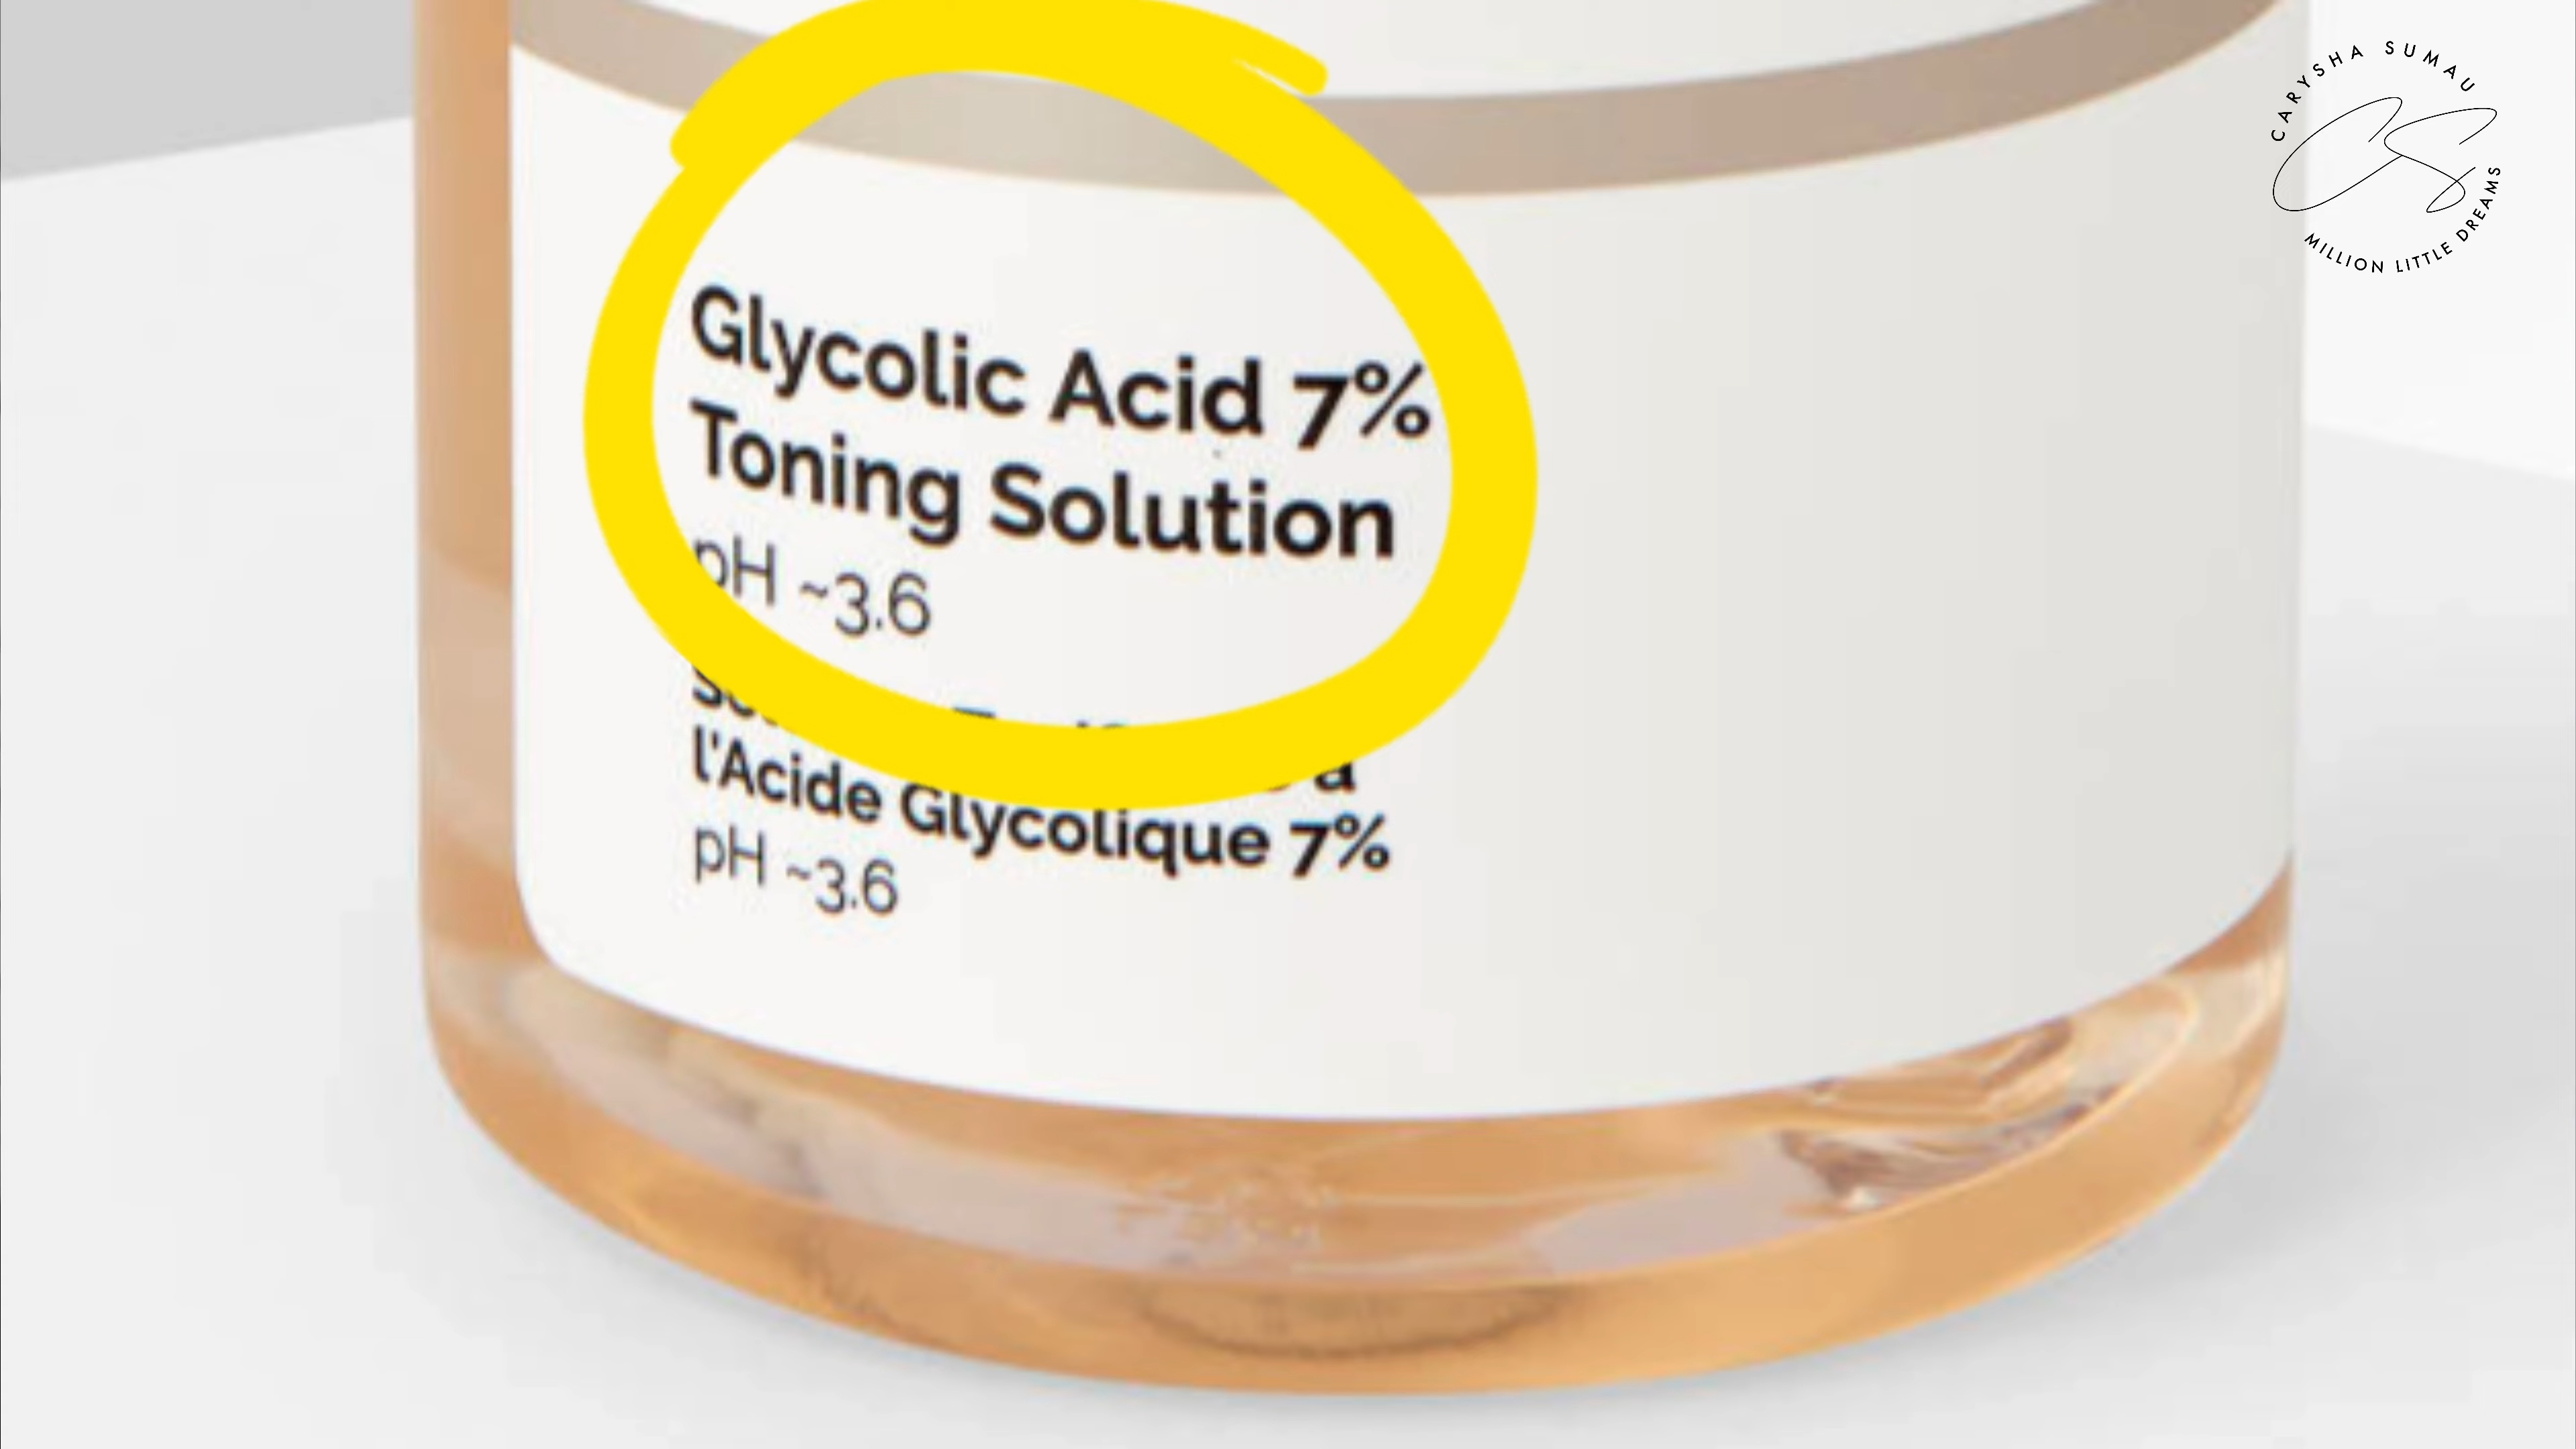 Glycolic Acid 7%
Toning Solution
pH ~3.6
à
l'Acide Glycolique 7%
pH ~3.6
CARYSHA SUMAU
CS
MILLION LITTLE DREAMS